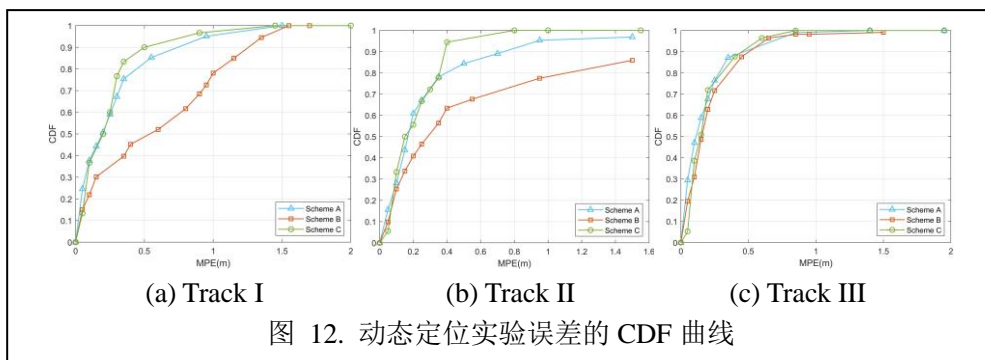 1
0.9
0.8
0.7
0.6
0.5
0.4
0.3
0.2
0.1
0
CDF
0 0.5 1 1.5 2
MPE(m)
Scheme A
Scheme B
Scheme C
(a) Track I
1
0.9
0.8
0.7
0.6
0.5
0.4
0.3
0.2
0.1
0
CDF
0 0.2 0.4 0.6 0.8 1 1.2 1.4 1.6
MPE(m)
Scheme A
Scheme B
Scheme C
(b) Track II
1
0.9
0.8
0.7
0.6
0.5
0.4
0.3
0.2
0.1
0
CDF
0 0.5 1 1.5 2
MPE(m)
Scheme A
Scheme B
Scheme C
(c) Track III
图 12. 动态定位实验误差的 CDF 曲线